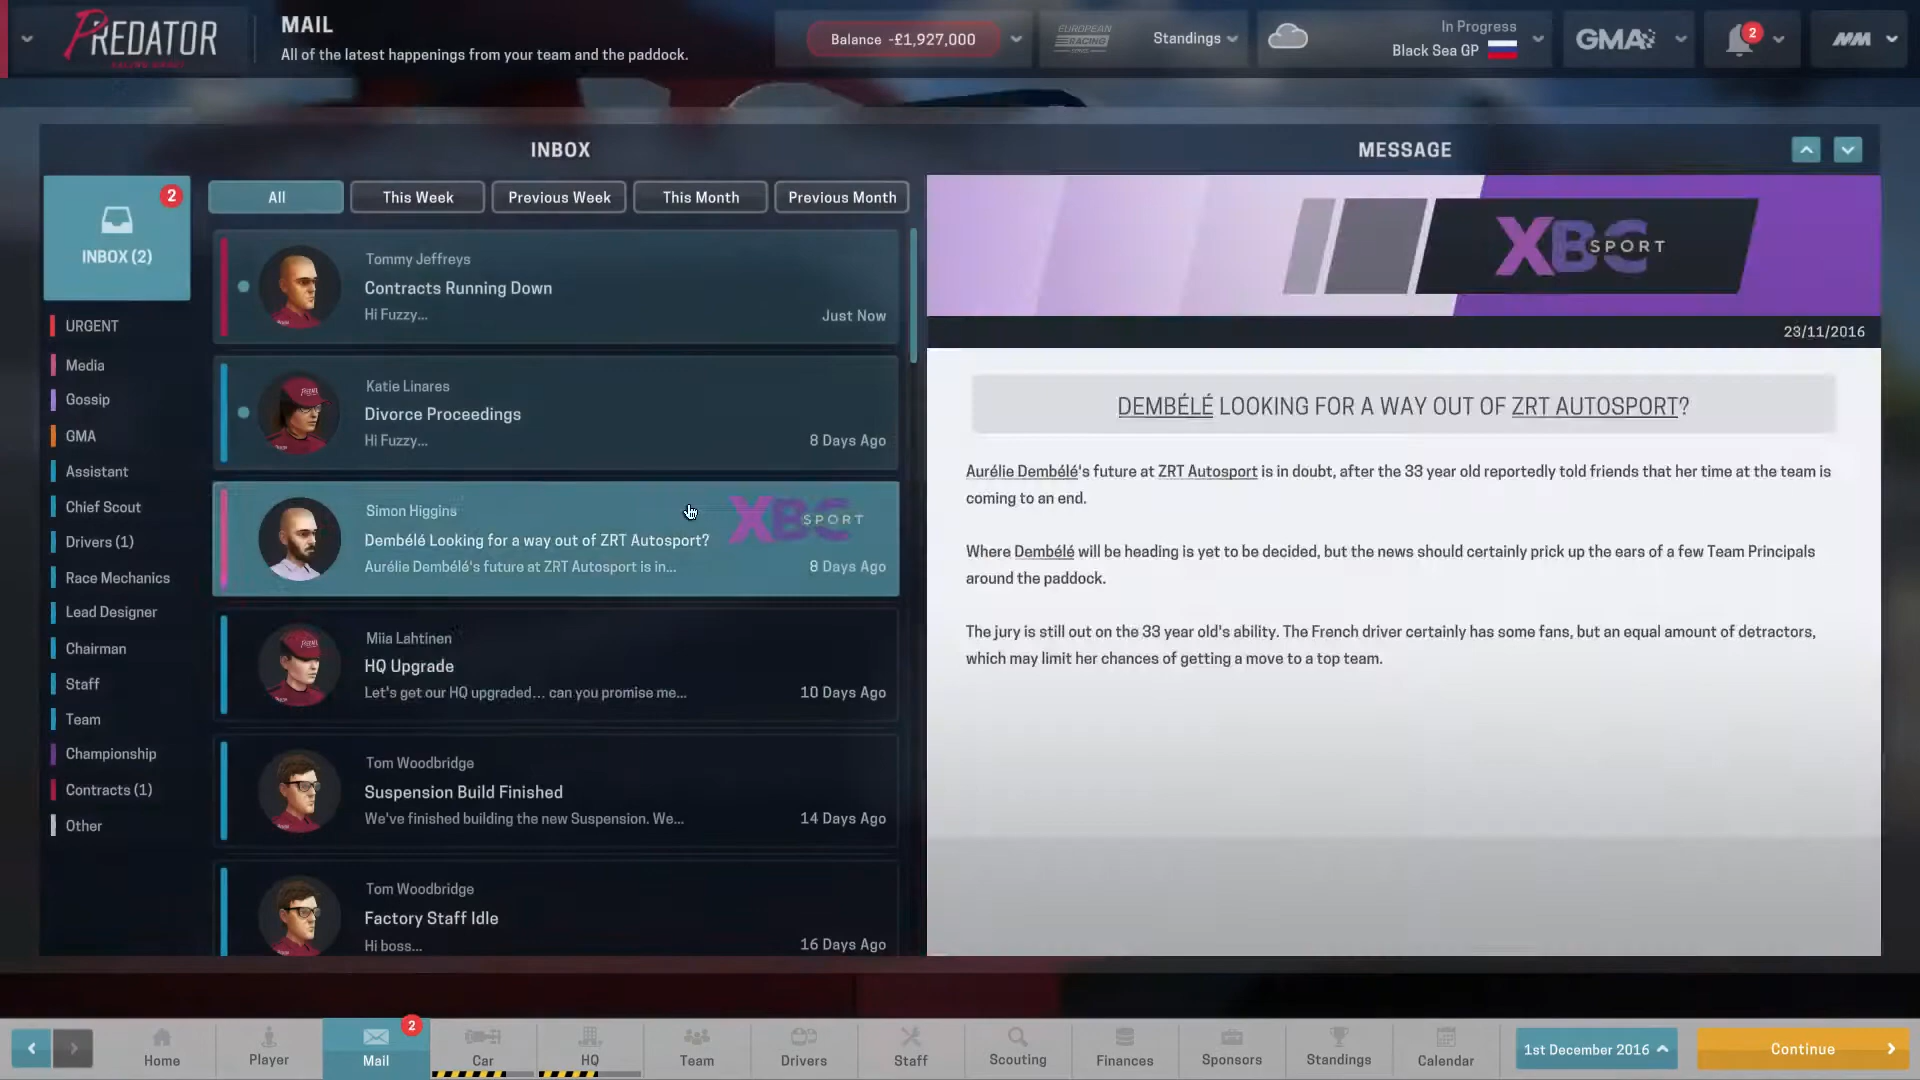 PREDATOR
RACING GROUP
MAIL
All of the latest happenings from your team and the paddock.
Balance -£1,927,000
EUROPEAN
RACING
SERIES
Standings
In Progress
Black Sea GP
GMA
2
MM
INBOX
2
INBOX (2)
URGENT
Media
Gossip
GMA
Assistant
Chief Scout
Drivers (1)
Race Mechanics
Lead Designer
Chairman
Staff
Team
Championship
Contracts (1)
Other
All
This Week
Previous Week
This Month
Previous Month
Tommy Jeffreys
Contracts Running Down
Hi Fuzzy...
Just Now
Katie Linares
Divorce Proceedings
Hi Fuzzy...
8 Days Ago
Simon Higgins
XBC SPORT
Dembélé Looking for a way out of ZRT Autosport?
Aurélie Dembélé's future at ZRT Autosport is in...
8 Days Ago
Miia Lahtinen
HQ Upgrade
Let's get our HQ upgraded... can you promise me...
10 Days Ago
Tom Woodbridge
Suspension Build Finished
We've finished building the new Suspension. We...
14 Days Ago
Tom Woodbridge
Factory Staff Idle
Hi boss...
16 Days Ago
MESSAGE
XBC SPORT
23/11/2016
DEMBÉLÉ LOOKING FOR A WAY OUT OF ZRT AUTOSPORT?
Aurélie Dembélé's future at ZRT Autosport is in doubt, after the 33 year old reportedly told friends that her time at the team is
coming to an end.
Where Dembélé will be heading is yet to be decided, but the news should certainly prick up the ears of a few Team Principals
around the paddock.
The jury is still out on the 33 year old's ability. The French driver certainly has some fans, but an equal amount of detractors,
which may limit her chances of getting a move to a top team.
Home
Player
2
Mail
Car
HQ
Team
Drivers
Staff
Scouting
Finances
Sponsors
Standings
Calendar
1st December 2016
Continue